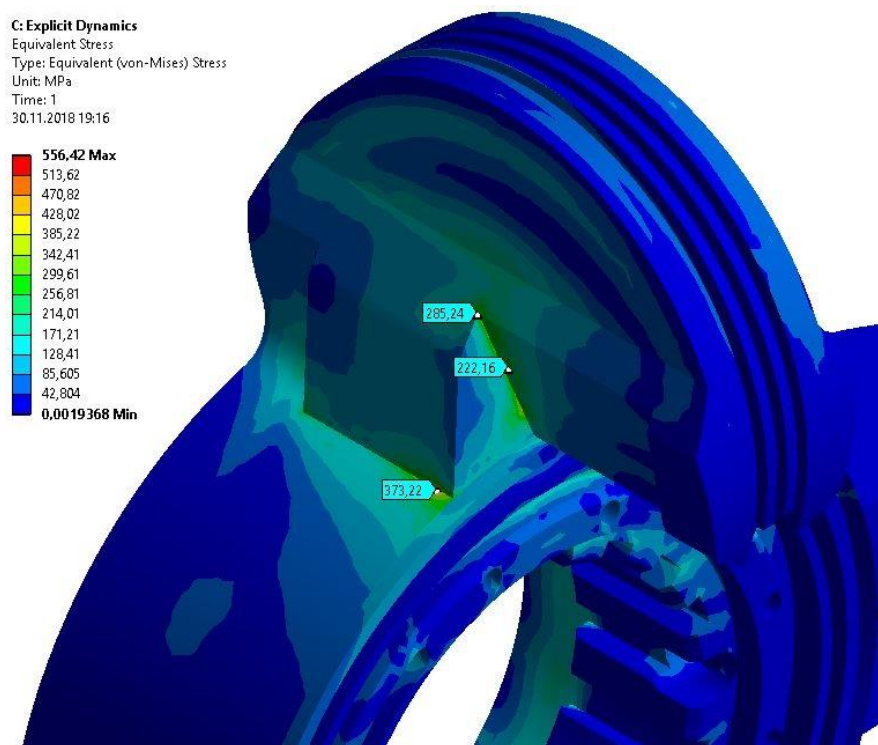 C: Explicit Dynamics
Equivalent Stress
Type: Equivalent (von-Mises) Stress
Unit: MPa
Time: 1
30.11.2018 19:16
556,42 Max
513,62
470,82
428,02
385,22
342,41
299,61
256,81
214,01
171,21
128,41
85,605
42,804
0,0019368 Min
285,24
222,16
373,22